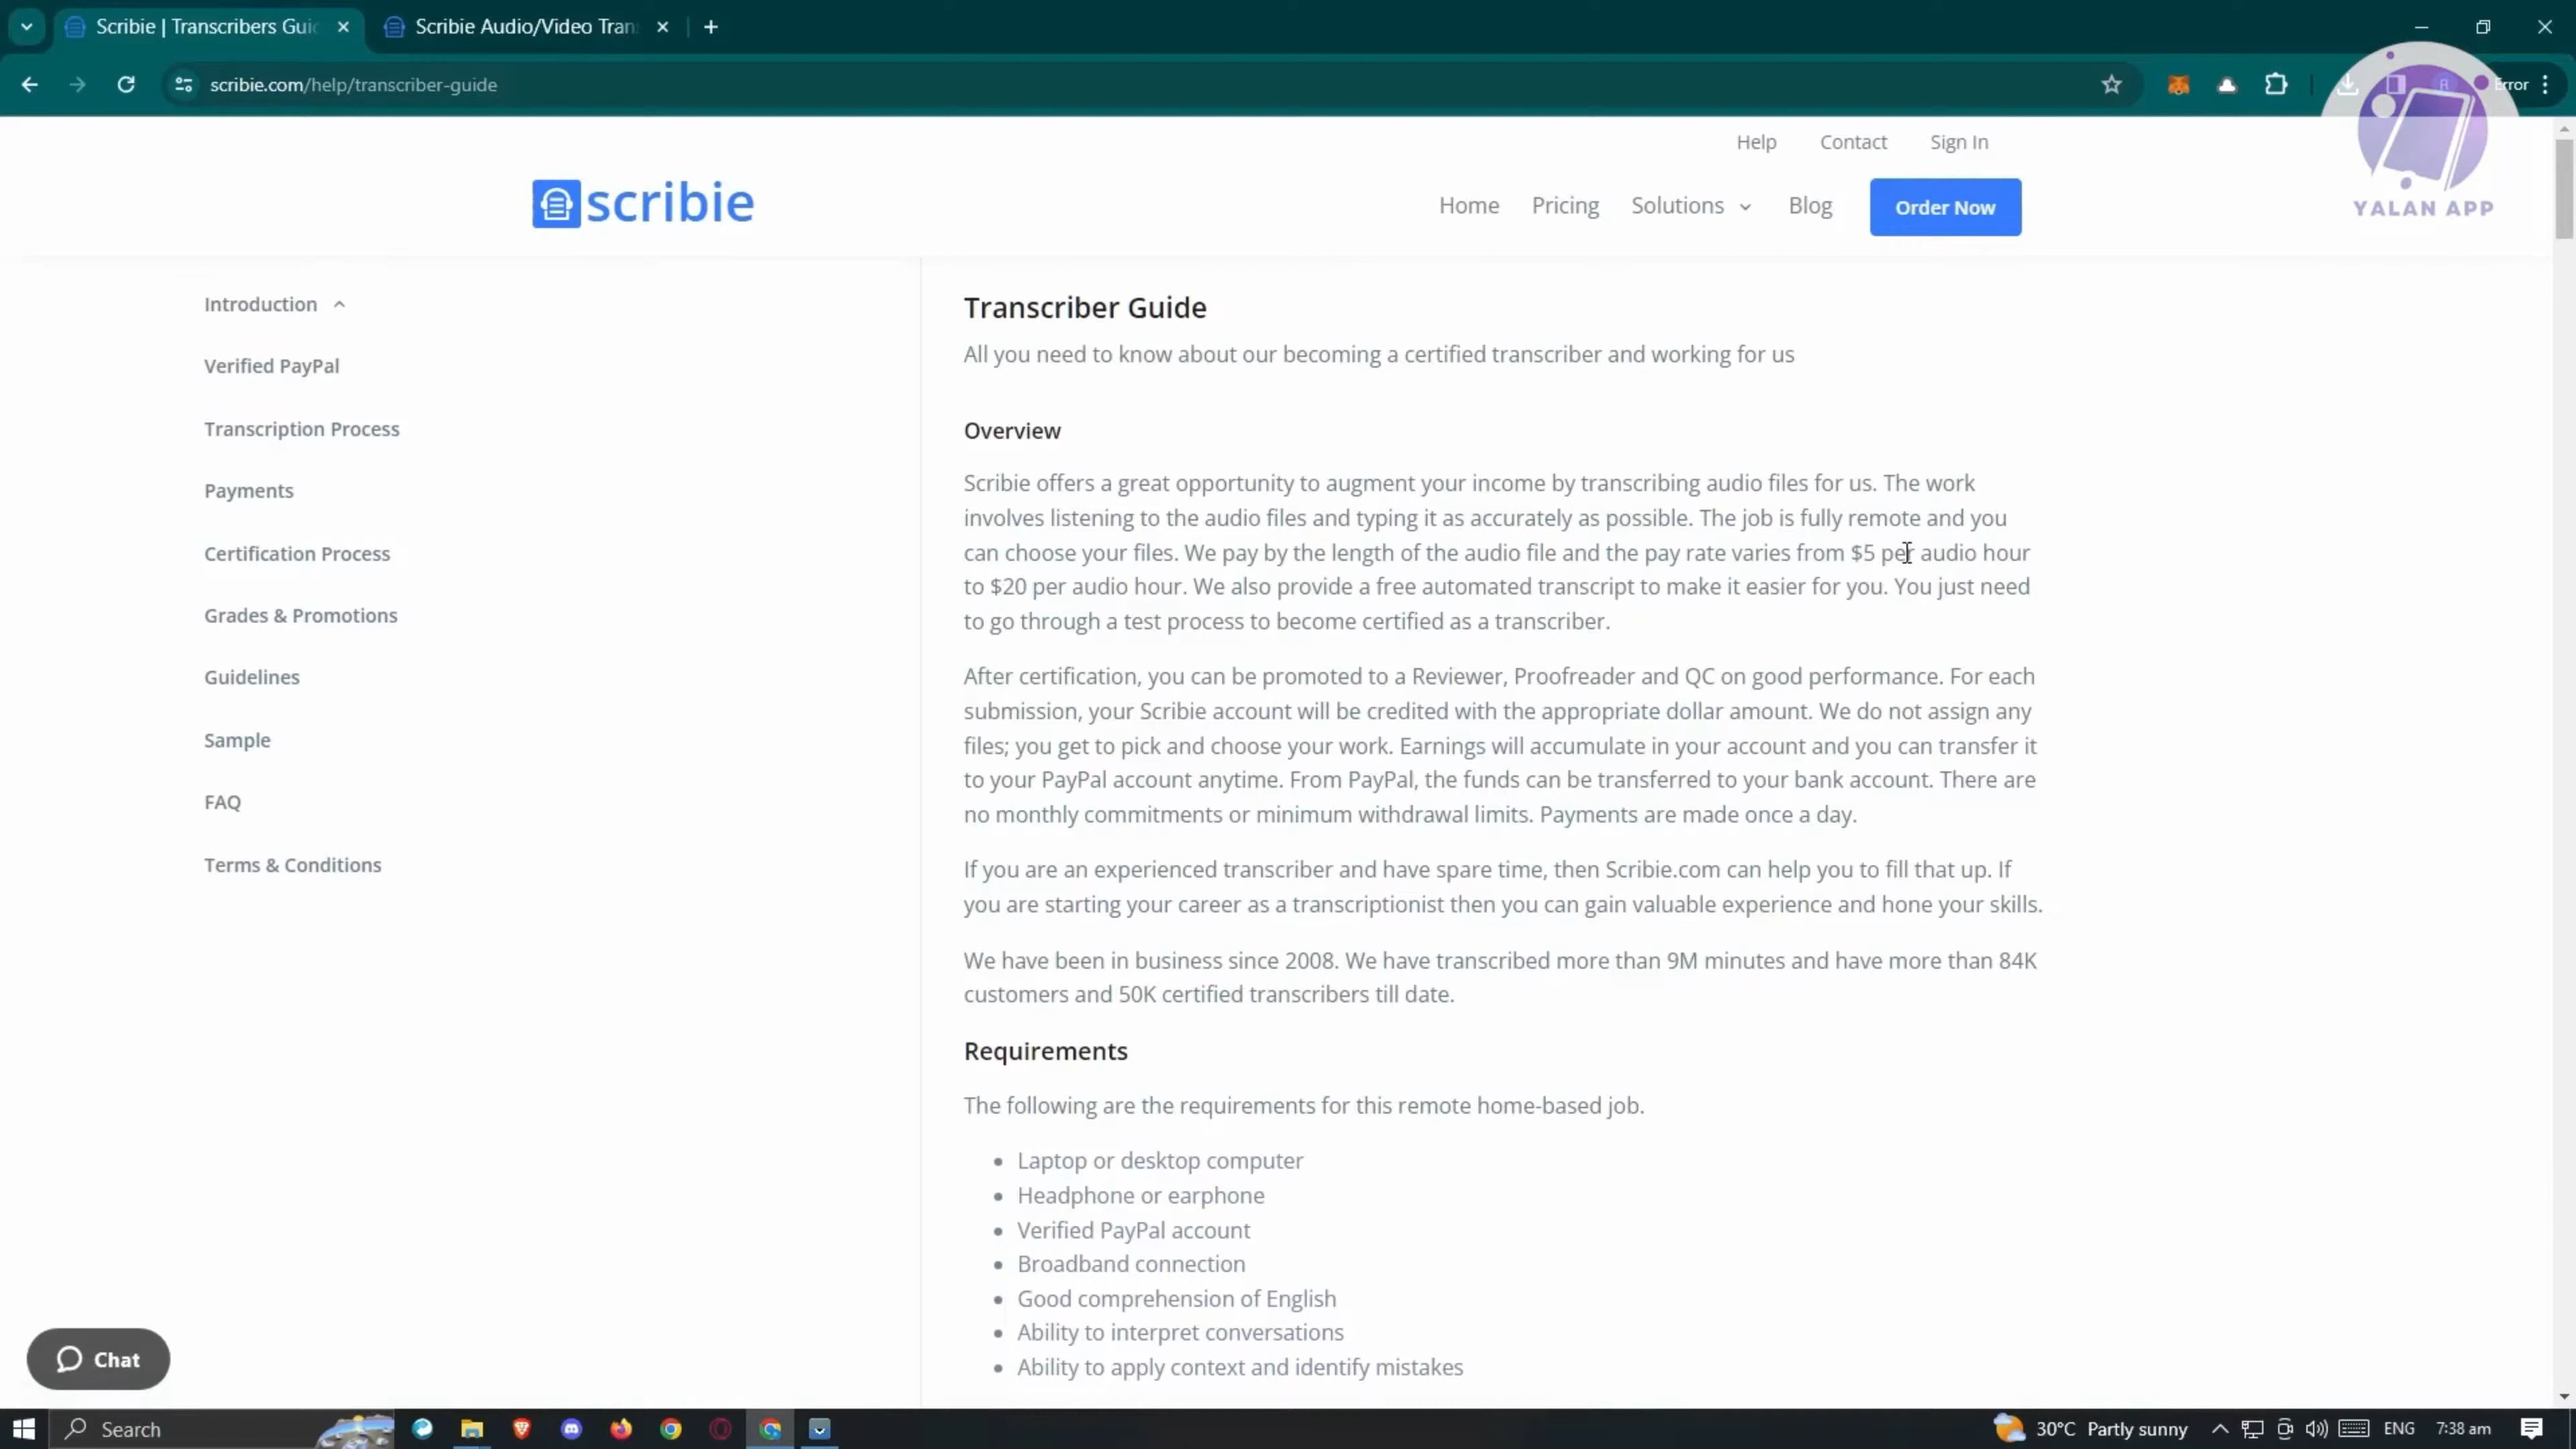 Scribie | Transcribers Gui
Scribie Audio/Video Tran
scribie.com/help/transcriber-guide
Error
Help Contact Sign In
scribie
Home Pricing Solutions Blog Order Now
YALAN APP
Introduction
Verified PayPal
Transcription Process
Payments
Certification Process
Grades & Promotions
Guidelines
Sample
FAQ
Terms & Conditions
Transcriber Guide
All you need to know about our becoming a certified transcriber and working for us
Overview
Scribie offers a great opportunity to augment your income by transcribing audio files for us. The work
involves listening to the audio files and typing it as accurately as possible. The job is fully remote and you
can choose your files. We pay by the length of the audio file and the pay rate varies from $5 per audio hour
to $20 per audio hour. We also provide a free automated transcript to make it easier for you. You just need
to go through a test process to become certified as a transcriber.
After certification, you can be promoted to a Reviewer, Proofreader and QC on good performance. For each
submission, your Scribie account will be credited with the appropriate dollar amount. We do not assign any
files; you get to pick and choose your work. Earnings will accumulate in your account and you can transfer it
to your PayPal account anytime. From PayPal, the funds can be transferred to your bank account. There are
no monthly commitments or minimum withdrawal limits. Payments are made once a day.
If you are an experienced transcriber and have spare time, then Scribie.com can help you to fill that up. If
you are starting your career as a transcriptionist then you can gain valuable experience and hone your skills.
We have been in business since 2008. We have transcribed more than 9M minutes and have more than 84K
customers and 50K certified transcribers till date.
Requirements
The following are the requirements for this remote home-based job.
Laptop or desktop computer
Headphone or earphone
Verified PayPal account
Broadband connection
Good comprehension of English
Ability to interpret conversations
Ability to apply context and identify mistakes
Chat
Search
30°C Partly sunny
ENG
7:38 am